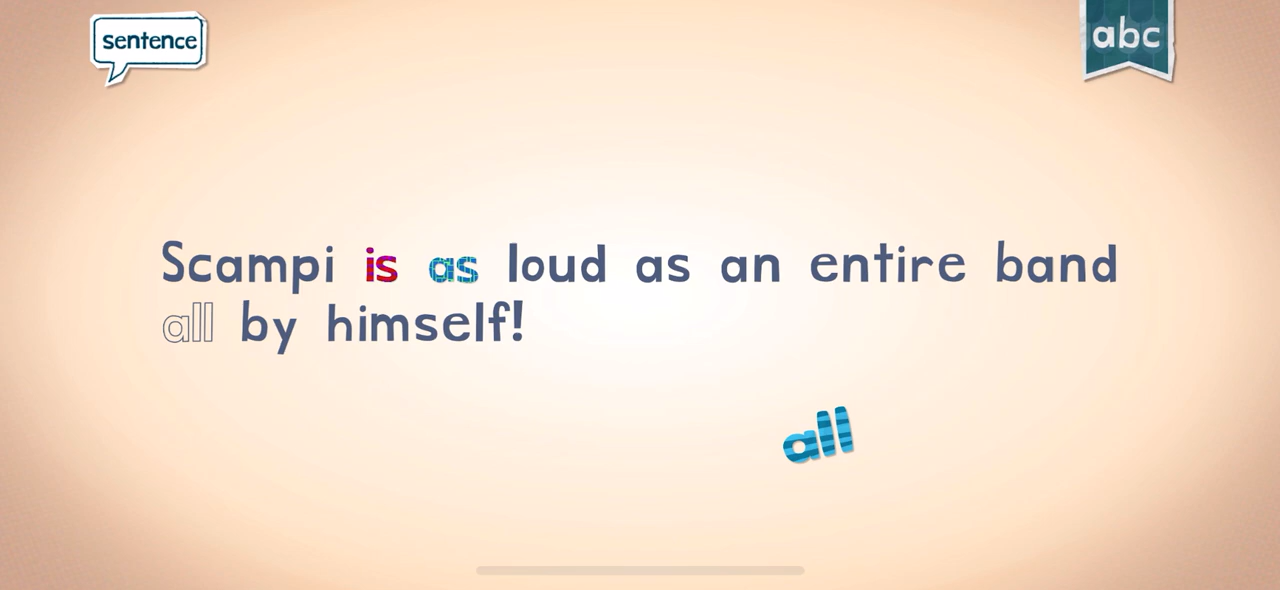 sentence
abc
Scampi is as loud as an entire band
all by himself!
all